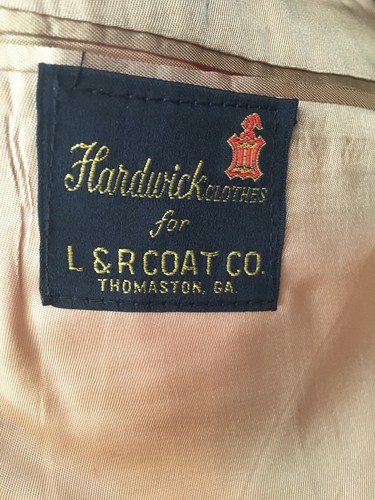 Hardwick CLOTHES
for
L & R COAT CO.
THOMASTON, GA.